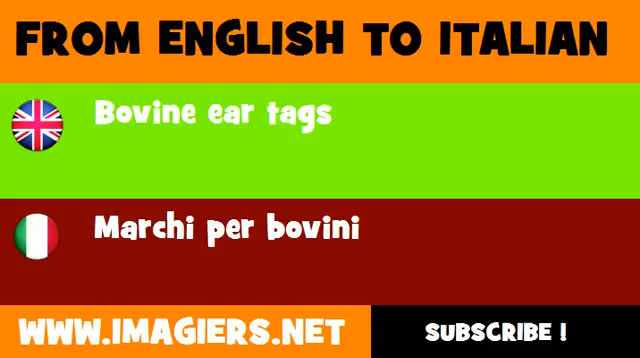 FROM ENGLISH TO ITALIAN
Bovine ear tags
Marchi per bovini
WWW.IMAGIERS.NET
SUBSCRIBE !